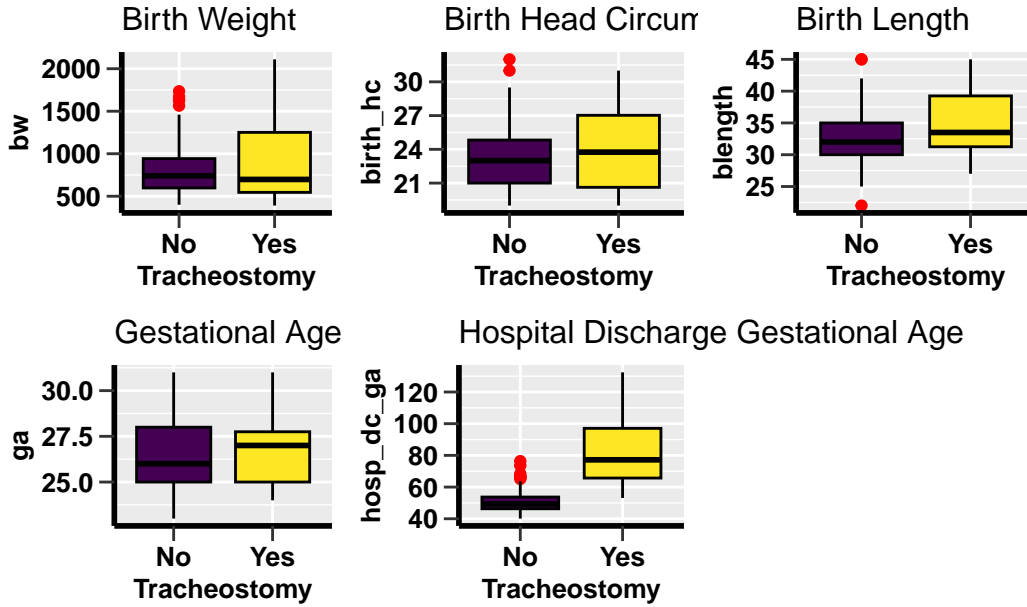 Birth Weight
bw
2000
1500
1000
500
No Yes
Tracheostomy
Birth Head Circum
birth_hc
30
27
24
21
No Yes
Tracheostomy
Birth Length
blength
45
40
35
30
25
No Yes
Tracheostomy
Gestational Age
ga
30.0
27.5
25.0
No Yes
Tracheostomy
Hospital Discharge Gestational Age
hosp_dc_ga
120
100
80
60
40
No Yes
Tracheostomy